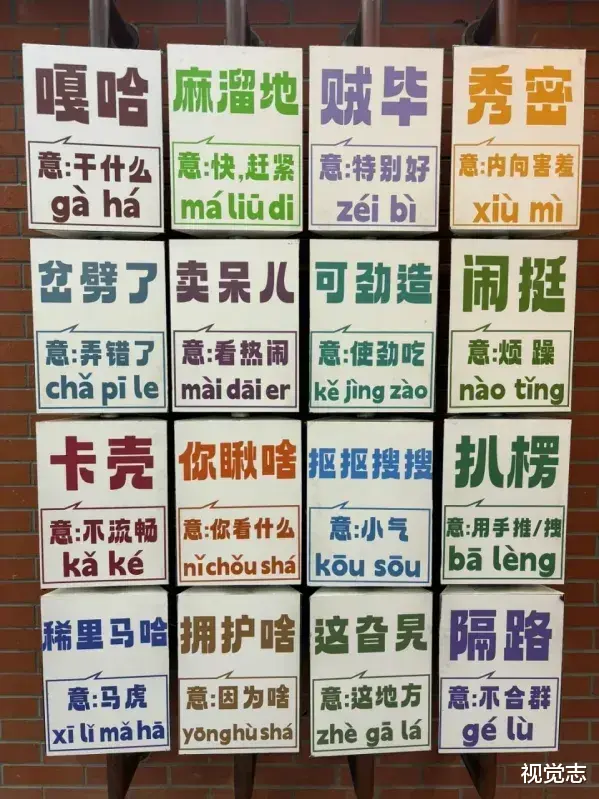 嘎哈
意:干什么
gà há
麻溜地
意:快,赶紧
má liū di
贼毕
意:特别好
zéi bì
秀密
意:内向害羞
xiù mì
岔劈了
意:弄错了
chǎ pī le
卖呆儿
意:看热闹
mài dāi er
可劲造
意:使劲吃
kě jìng zào
闹挺
意:烦躁
nào tǐng
卡壳
意:不流畅
kǎ ké
你瞅啥
意:你看什么
nǐ chǒu shá
抠抠搜搜
意:小气
kōu sōu
扒楞
意:用手推/拽
bā lèng
稀里马哈
意:马虎
xī lǐ mǎ hā
拥护啥
意:因为啥
yōng hù shá
这旮旯
意:这地方
zhè gā lá
隔路
意:不合群
gé lù
视觉志